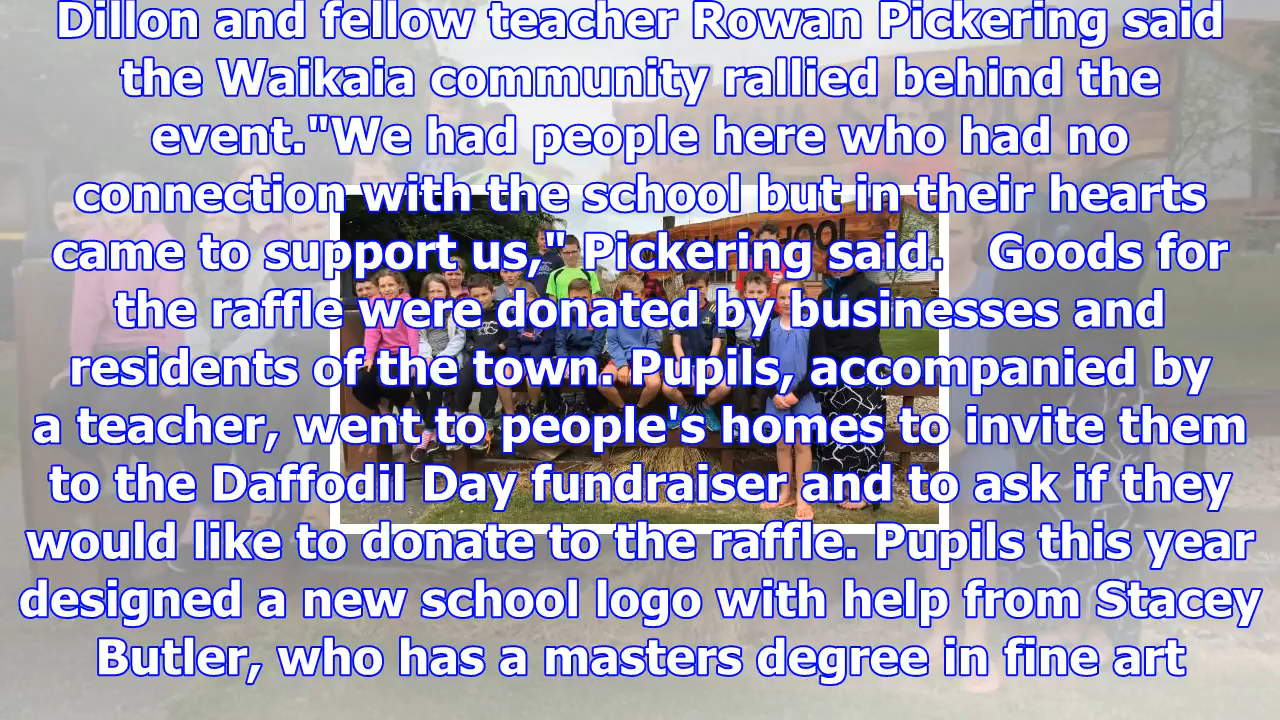 Dillon and fellow teacher Rowan Pickering said
the Waikaia community rallied behind the
event."We had people here who had no
connection with the school but in their hearts
came to support us," Pickering said.   Goods for
the raffle were donated by businesses and
residents of the town. Pupils, accompanied by
a teacher, went to people's homes to invite them
to the Daffodil Day fundraiser and to ask if they
would like to donate to the raffle. Pupils this year
designed a new school logo with help from Stacey
Butler, who has a masters degree in fine art